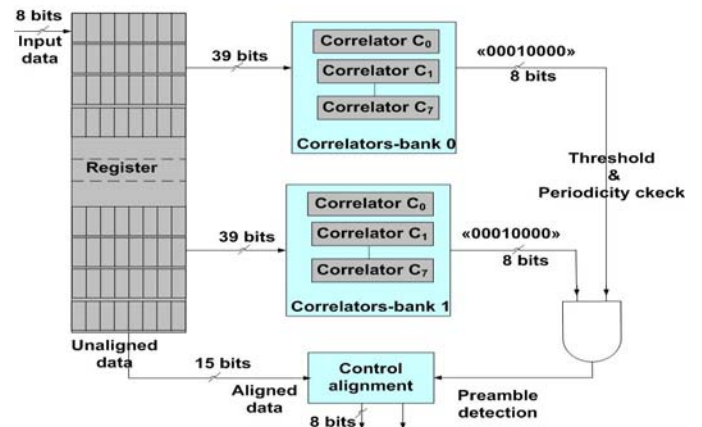 8 bits
Input
data
Register
39 bits
Correlator C₀
Correlator C₁
Correlator C₇
Correlators-bank 0
«00010000»
8 bits
Threshold
&
Periodicity ckeck
39 bits
Correlator C₀
Correlator C₁
Correlator C₇
Correlators-bank 1
«00010000»
8 bits
Unaligned
data
15 bits
Aligned
data
Control
alignment
8 bits
Preamble
detection